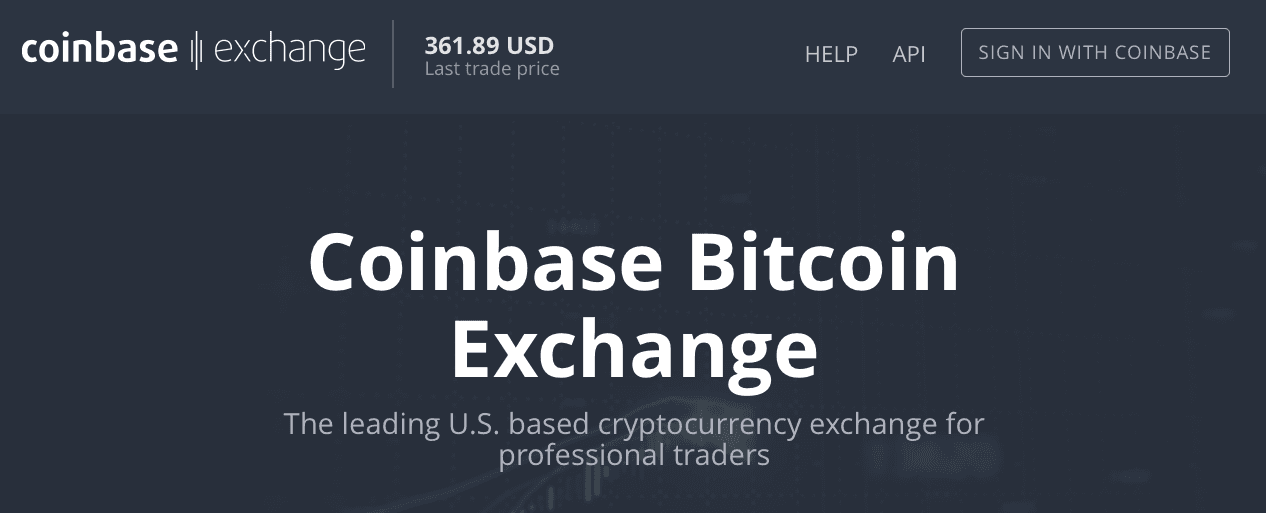 coinbase exchange
361.89 USD
Last trade price
HELP
API
SIGN IN WITH COINBASE
Coinbase Bitcoin
Exchange
The leading U.S. based cryptocurrency exchange for
professional traders